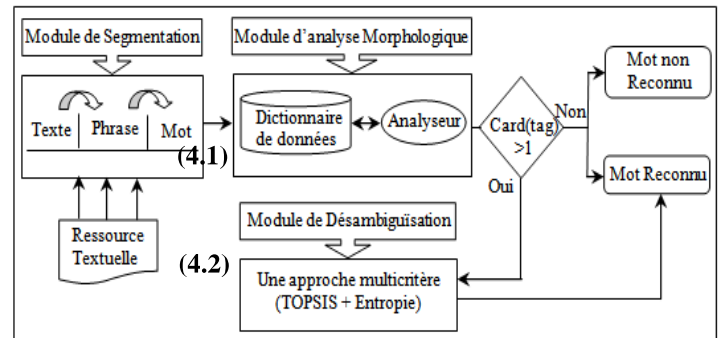 Module de Segmentation
Module d'analyse Morphologique
Texte
Phrase
Mot
(4.1)
Dictionnaire
de données
Analyseur
Card(tag)
>1
Non
Oui
Mot non
Reconnu
Mot Reconnu
Ressource
Textuelle
(4.2)
Module de Désambiguïsation
Une approche multicritère
(TOPSIS + Entropie)